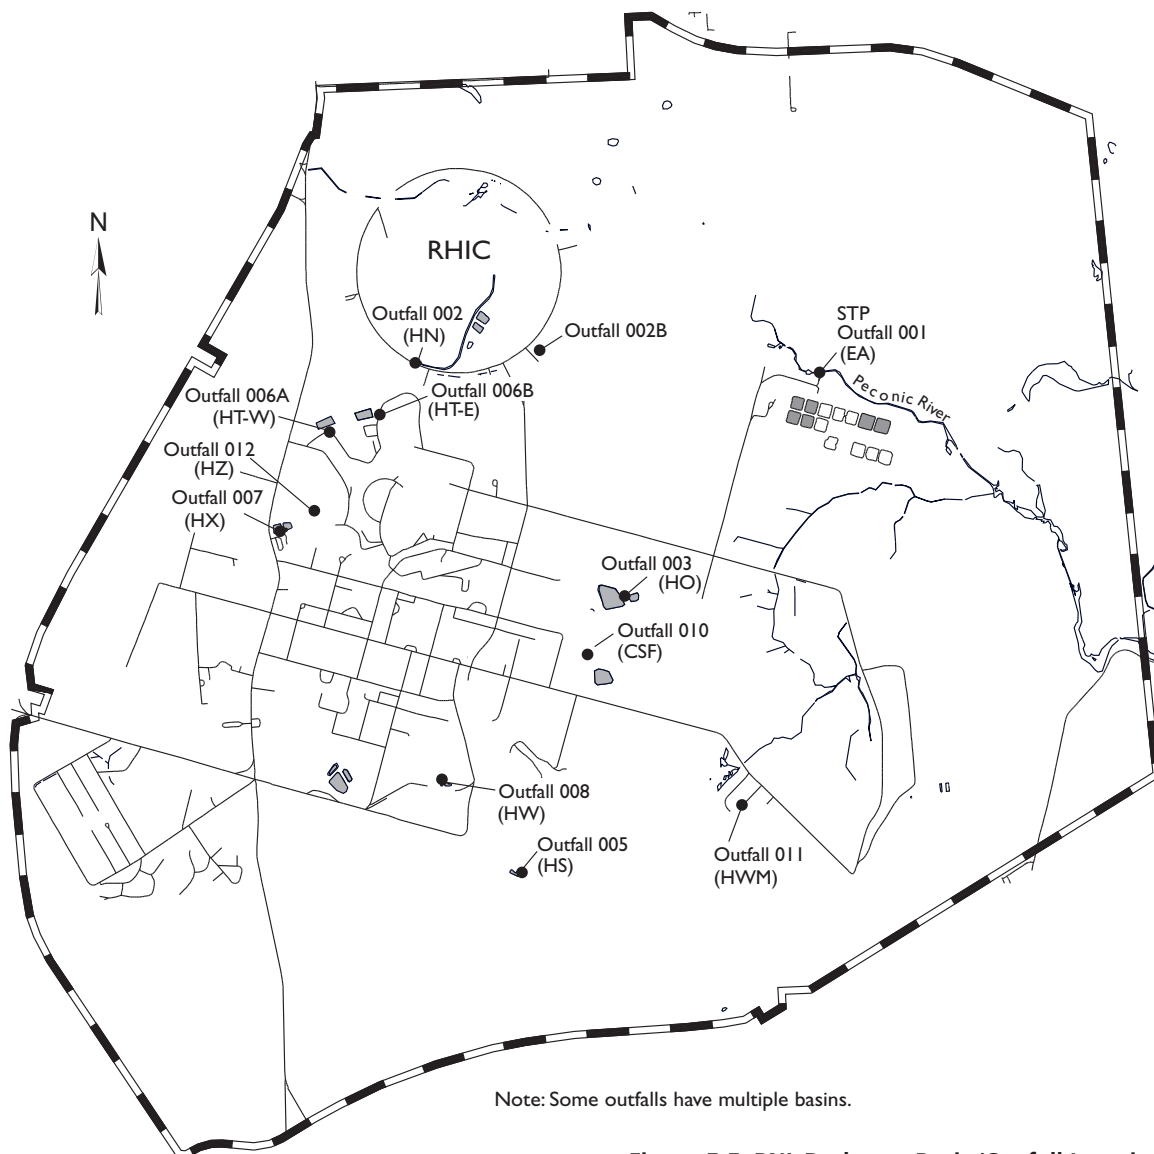 N
RHIC
Outfall 002
(HN)
Outfall 002B
STP
Outfall 001
(EA)
Peconic River
Outfall 006A
(HT-W)
Outfall 006B
(HT-E)
Outfall 012
(HZ)
Outfall 007
(HX)
Outfall 003
(HO)
Outfall 010
(CSF)
Outfall 008
(HW)
Outfall 005
(HS)
Outfall 011
(HWM)
Note: Some outfalls have multiple basins.